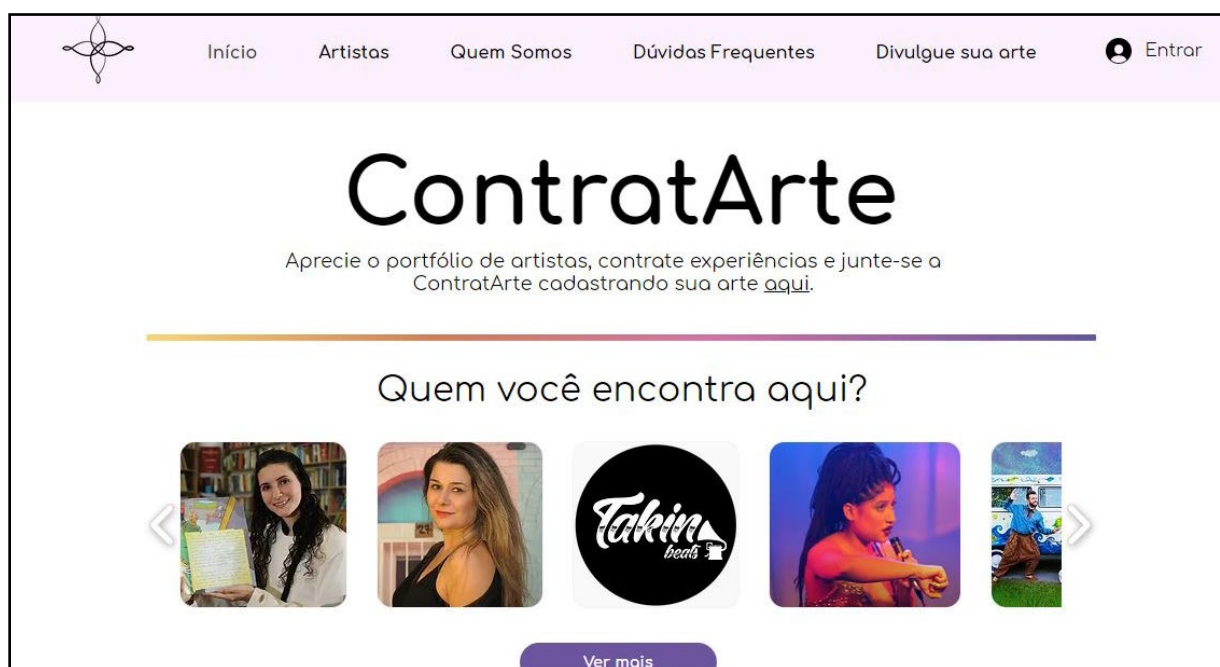 Início Artistas Quem Somos Dúvidas Frequentes Divulgue sua arte Entrar
ContratArte
Aprecie o portfólio de artistas, contrate experiências e junte-se a
ContratArte cadastrando sua arte aqui.
Quem você encontra aqui?
Takin
beats
Ver mais